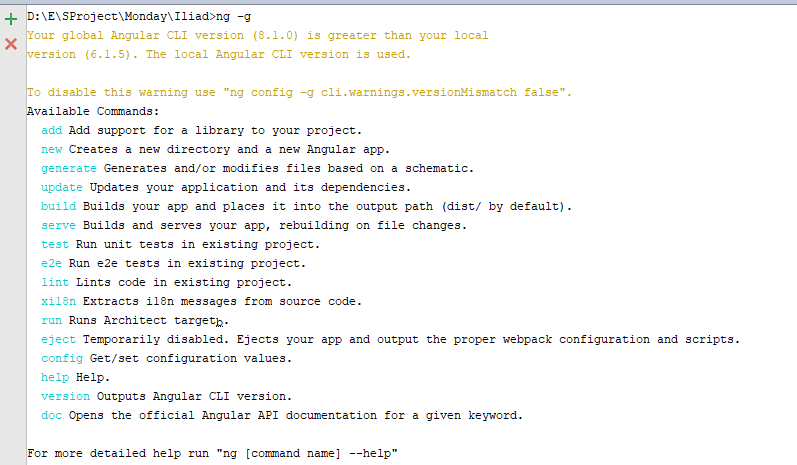 D:\E\SProject\Monday\Iliad>ng -g
Your global Angular CLI version (8.1.0) is greater than your local
version (6.1.5). The local Angular CLI version is used.
To disable this warning use "ng config -g cli.warnings.versionMismatch false".
Available Commands:
add Add support for a library to your project.
new Creates a new directory and a new Angular app.
generate Generates and/or modifies files based on a schematic.
update Updates your application and its dependencies.
build Builds your app and places it into the output path (dist/ by default).
serve Builds and serves your app, rebuilding on file changes.
test Run unit tests in existing project.
e2e Run e2e tests in existing project.
lint Lints code in existing project.
xi18n Extracts i18n messages from source code.
run Runs Architect targets.
eject Temporarily disabled. Ejects your app and output the proper webpack configuration and scripts.
config Get/set configuration values.
help Help.
version Outputs Angular CLI version.
doc Opens the official Angular API documentation for a given keyword.
For more detailed help run "ng [command name] --help"